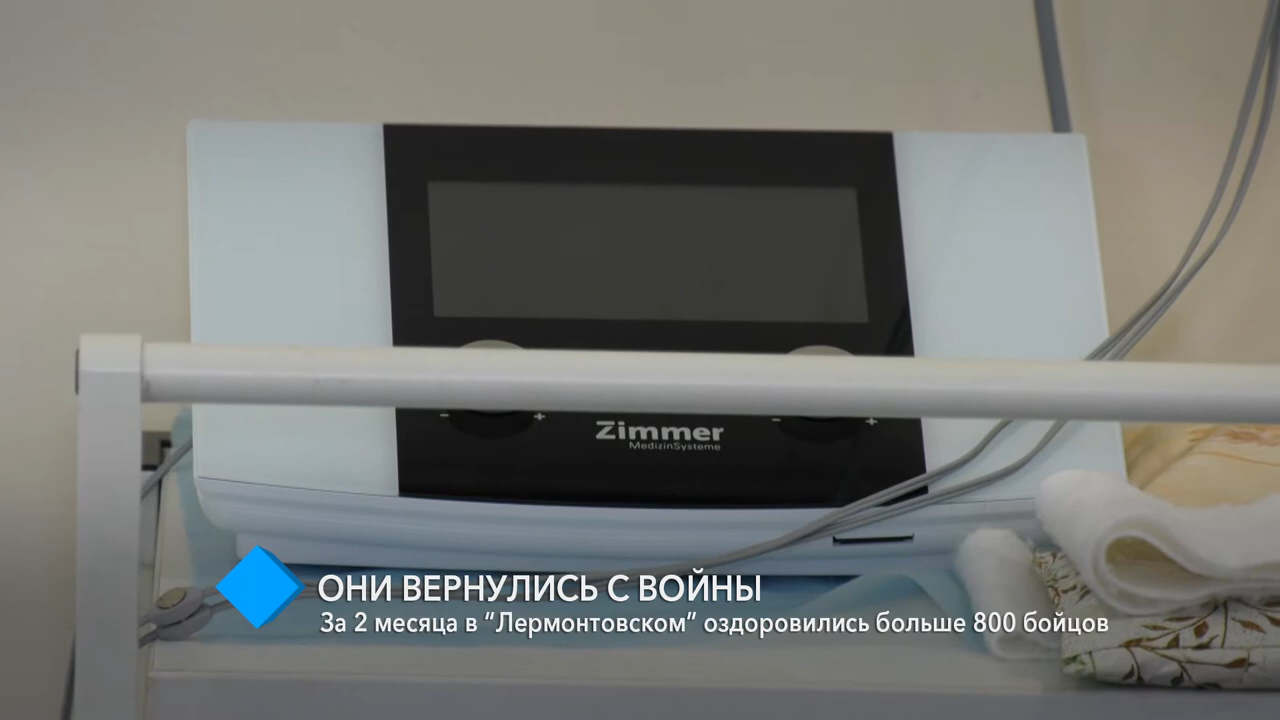 - +
- +
Zimmer
MedizinSysteme
ОНИ ВЕРНУЛИСЬ С ВОЙНЫ
За 2 месяца в "Лермонтовском" оздоровились больше 800 бойцов